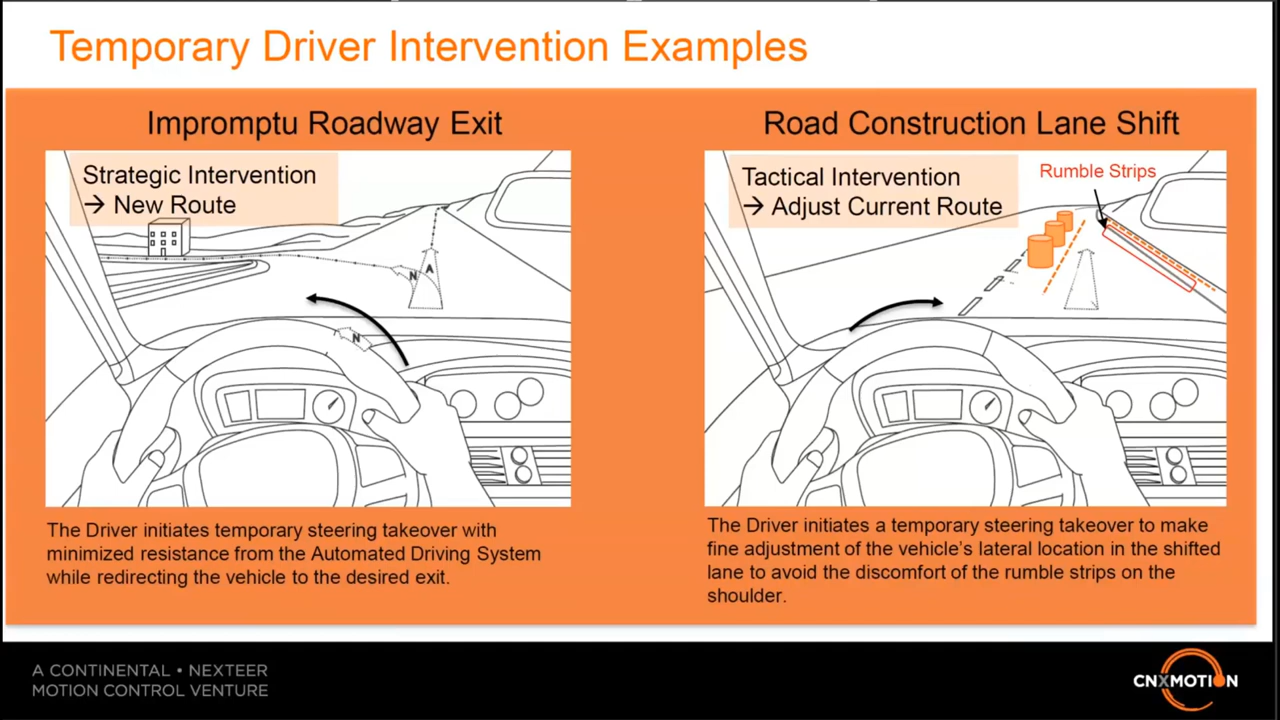 Temporary Driver Intervention Examples
Impromptu Roadway Exit
Strategic Intervention
→ New Route
N
A
N
The Driver initiates temporary steering takeover with
minimized resistance from the Automated Driving System
while redirecting the vehicle to the desired exit.
Road Construction Lane Shift
Tactical Intervention
→ Adjust Current Route
Rumble Strips
The Driver initiates a temporary steering takeover to make
fine adjustment of the vehicle's lateral location in the shifted
lane to avoid the discomfort of the rumble strips on the
shoulder.
A CONTINENTAL • NEXTEER
MOTION CONTROL VENTURE
CNXMOTION